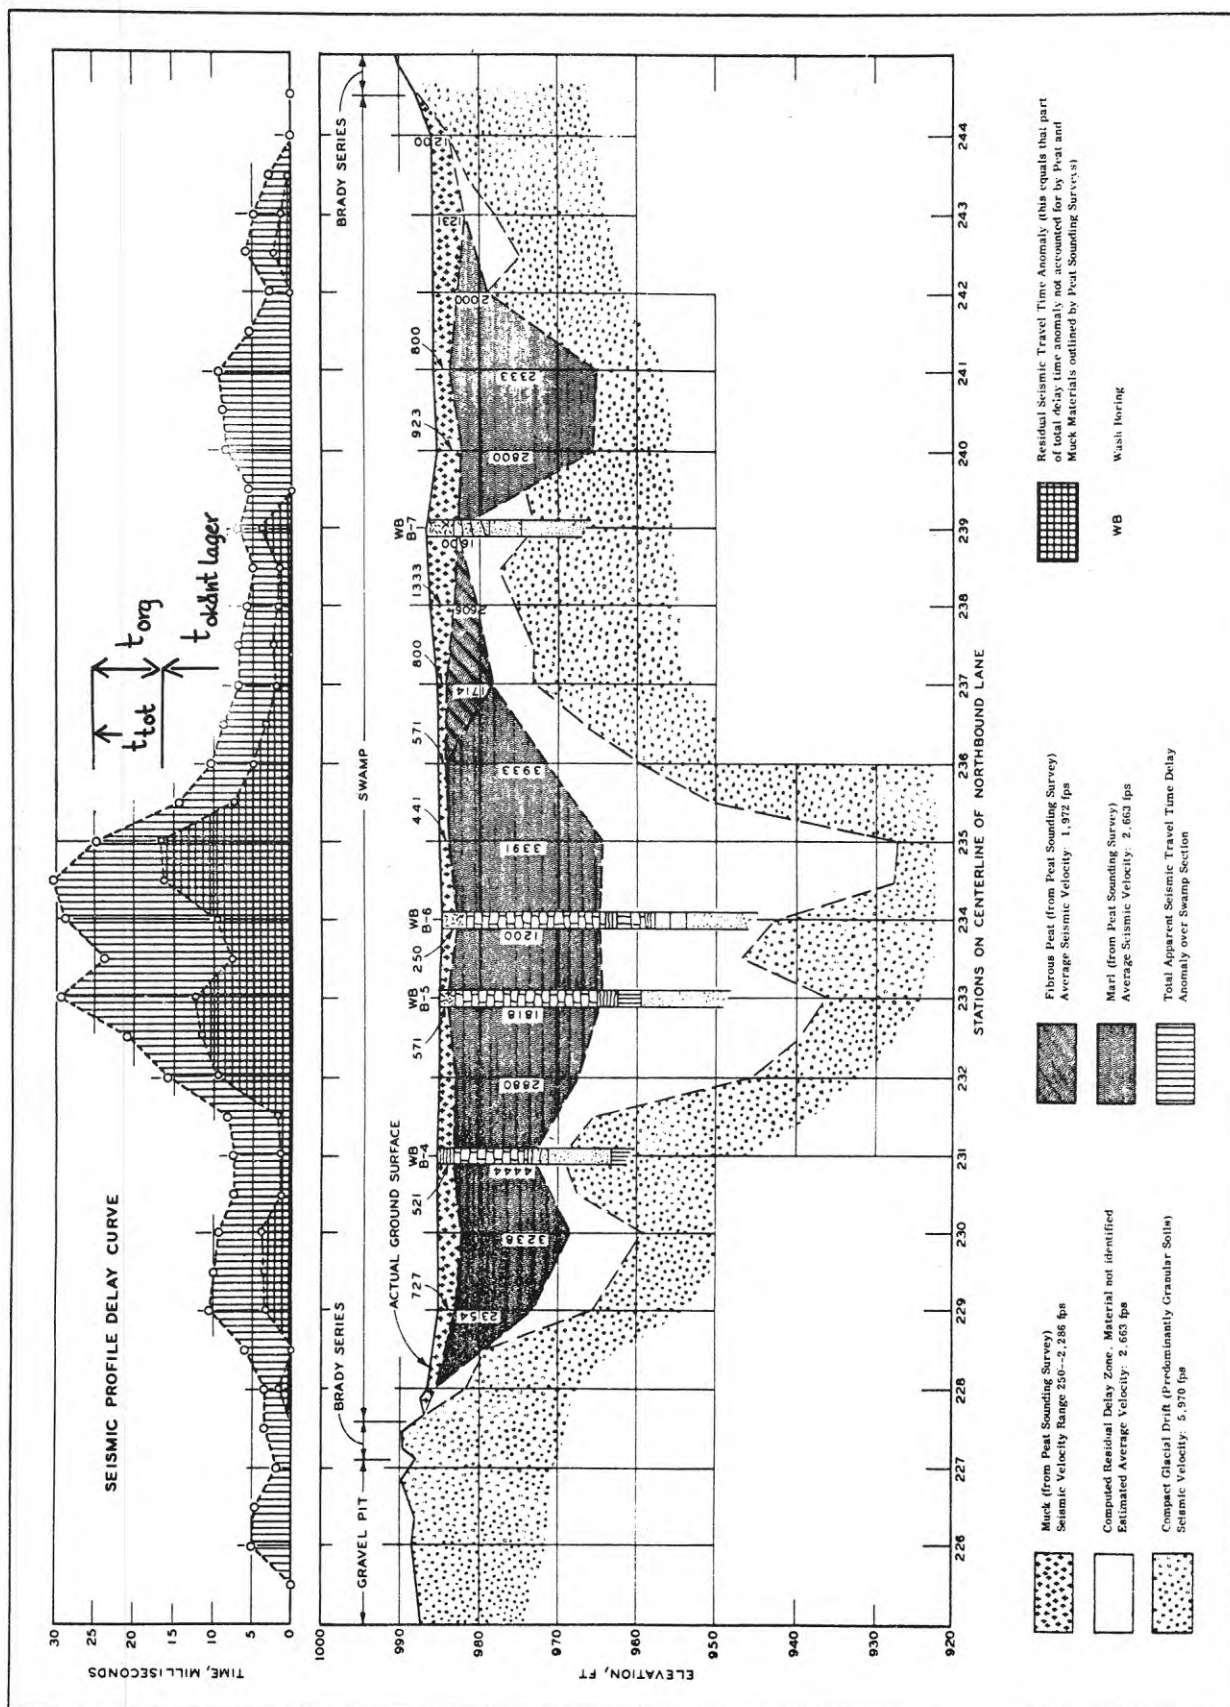 SEISMIC PROFILE DELAY CURVE
TIME, MILLISECONDS
30
25
20
15
10
5
0
t tot
t org
t okänt lager
GRAVEL PIT
BRADY SERIES
SWAMP
BRADY SERIES
ACTUAL GROUND SURFACE
727
521
571
250
441
571
800
1333
923
800
WB B-4
WB B-5
WB B-6
WB B-7
2354
3238
4444
2880
1818
1200
3391
3933
1714
2606
1600
2800
2333
2000
1231
1200
ELEVATION, FT
1000
990
980
970
960
950
940
930
920
226
227
228
229
230
231
232
233
234
235
236
237
238
239
240
241
242
243
244
STATIONS ON CENTERLINE OF NORTHBOUND LANE
Muck (from Peat Sounding Survey)
Seismic Velocity Range 250--2,286 fps
Computed Residual Delay Zone. Material not identified
Estimated Average Velocity: 2,663 fps
Compact Glacial Drift (Predominantly Granular Soils)
Seismic Velocity: 5,970 fps
Fibrous Peat (from Peat Sounding Survey)
Average Seismic Velocity: 1,972 fps
Marl (from Peat Sounding Survey)
Average Seismic Velocity: 2,663 fps
Total Apparent Seismic Travel Time Delay
Anomaly over Swamp Section
Residual Seismic Travel Time Anomaly (this equals that part
of total delay time anomaly not accounted for by Peat and
Muck Materials outlined by Peat Sounding Surveys)
WB Wash Boring